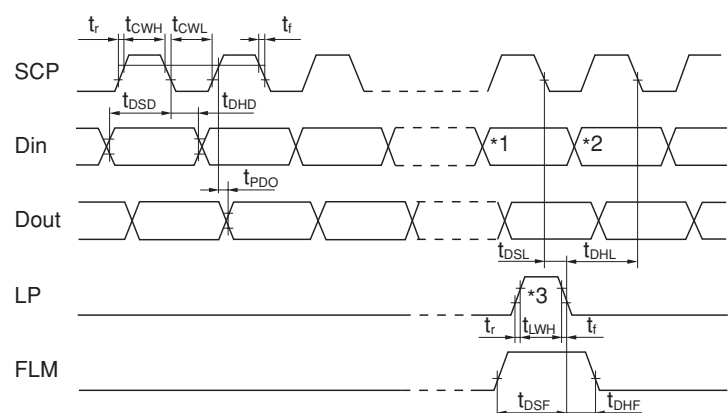 tr tCWH tCWL tf
SCP
tDSD tDHD
Din *1 *2
tPDO
Dout
tDSL tDHL
LP *3
tr tLWH tf
FLM
tDSF tDHF